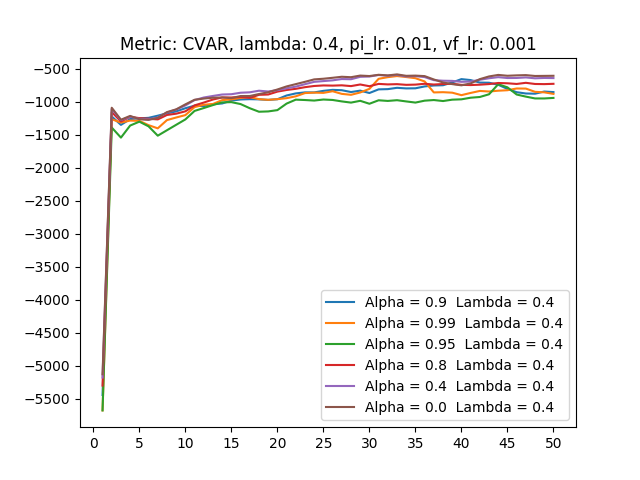 Metric: CVAR, lambda: 0.4, pi_lr: 0.01, vf_lr: 0.001
−500
−1000
−1500
−2000
−2500
−3000
−3500
−4000
−4500
−5000
−5500
Alpha = 0.9  Lambda = 0.4
Alpha = 0.99  Lambda = 0.4
Alpha = 0.95  Lambda = 0.4
Alpha = 0.8  Lambda = 0.4
Alpha = 0.4  Lambda = 0.4
Alpha = 0.0  Lambda = 0.4
0 5 10 15 20 25 30 35 40 45 50